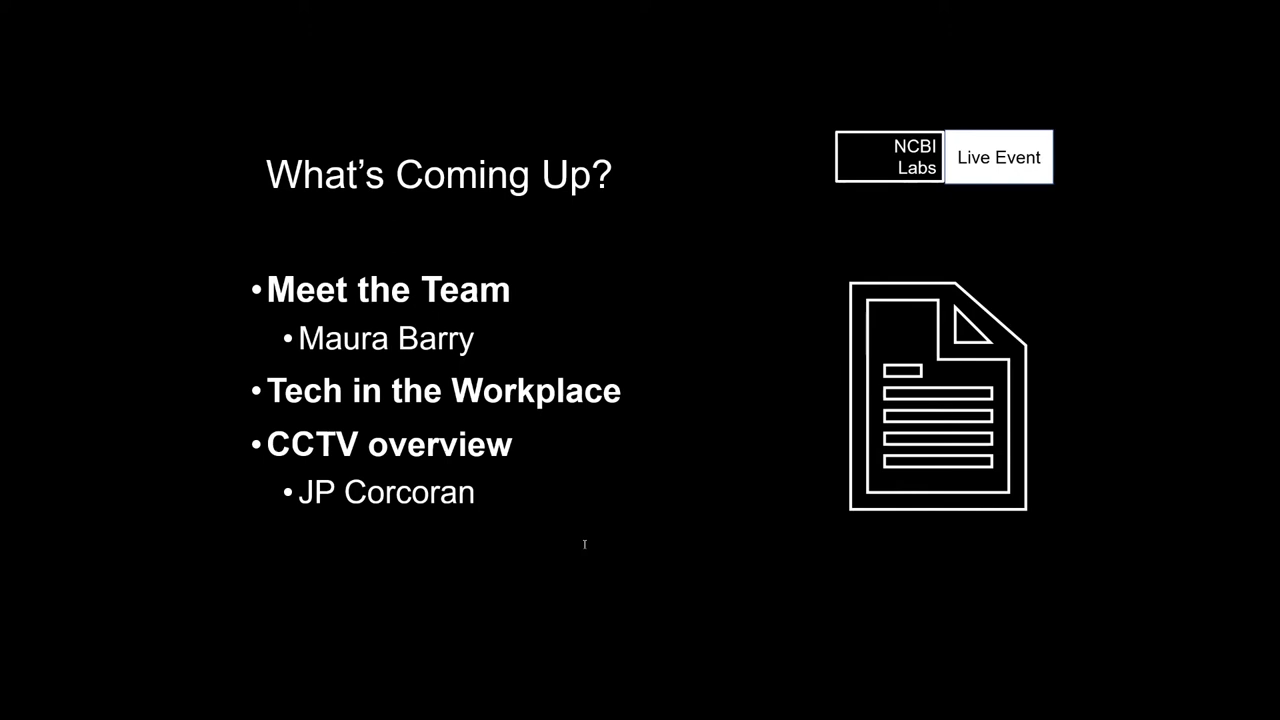 What’s Coming Up?
NCBI
Labs
Live Event
•Meet the Team
•Maura Barry
•Tech in the Workplace
•CCTV overview
•JP Corcoran